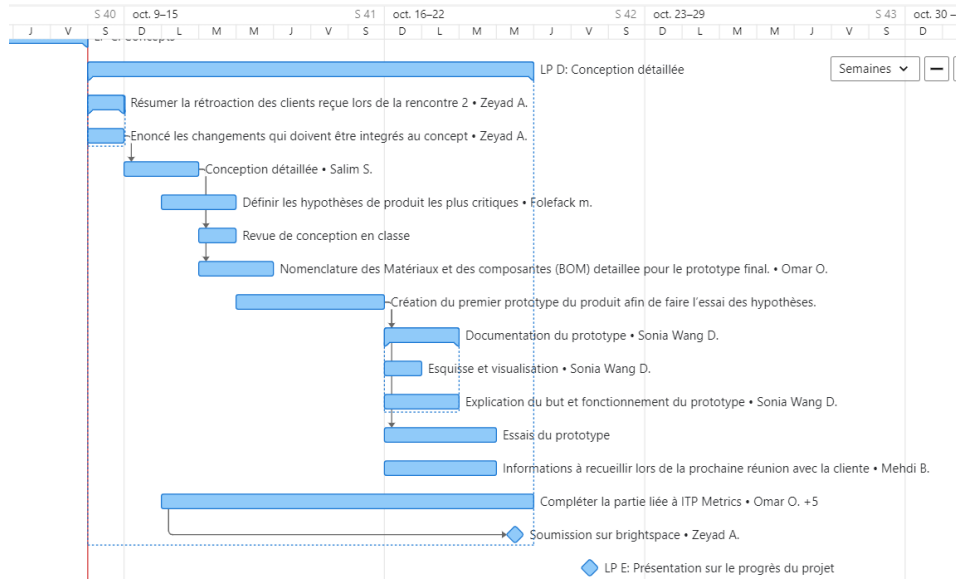 S 40 oct. 9–15 S 41 oct. 16–22 S 42 oct. 23–29 S 43 oct. 30 –
J V S D L M M J V S D L M M J V S D L M M J V S D
LP C: Concepts
LP D: Conception détaillée
Semaines
Résumer la rétroaction des clients reçue lors de la rencontre 2 • Zeyad A.
Enoncé les changements qui doivent être integrés au concept • Zeyad A.
Conception détaillée • Salim S.
Définir les hypothèses de produit les plus critiques • Folefack m.
Revue de conception en classe
Nomenclature des Matériaux et des composantes (BOM) detaillee pour le prototype final. • Omar O.
Création du premier prototype du produit afin de faire l'essai des hypothèses.
Documentation du prototype • Sonia Wang D.
Esquisse et visualisation • Sonia Wang D.
Explication du but et fonctionnement du prototype • Sonia Wang D.
Essais du prototype
Informations à recueillir lors de la prochaine réunion avec la cliente • Mehdi B.
Compléter la partie liée à ITP Metrics • Omar O. +5
Soumission sur brightspace • Zeyad A.
LP E: Présentation sur le progrès du projet